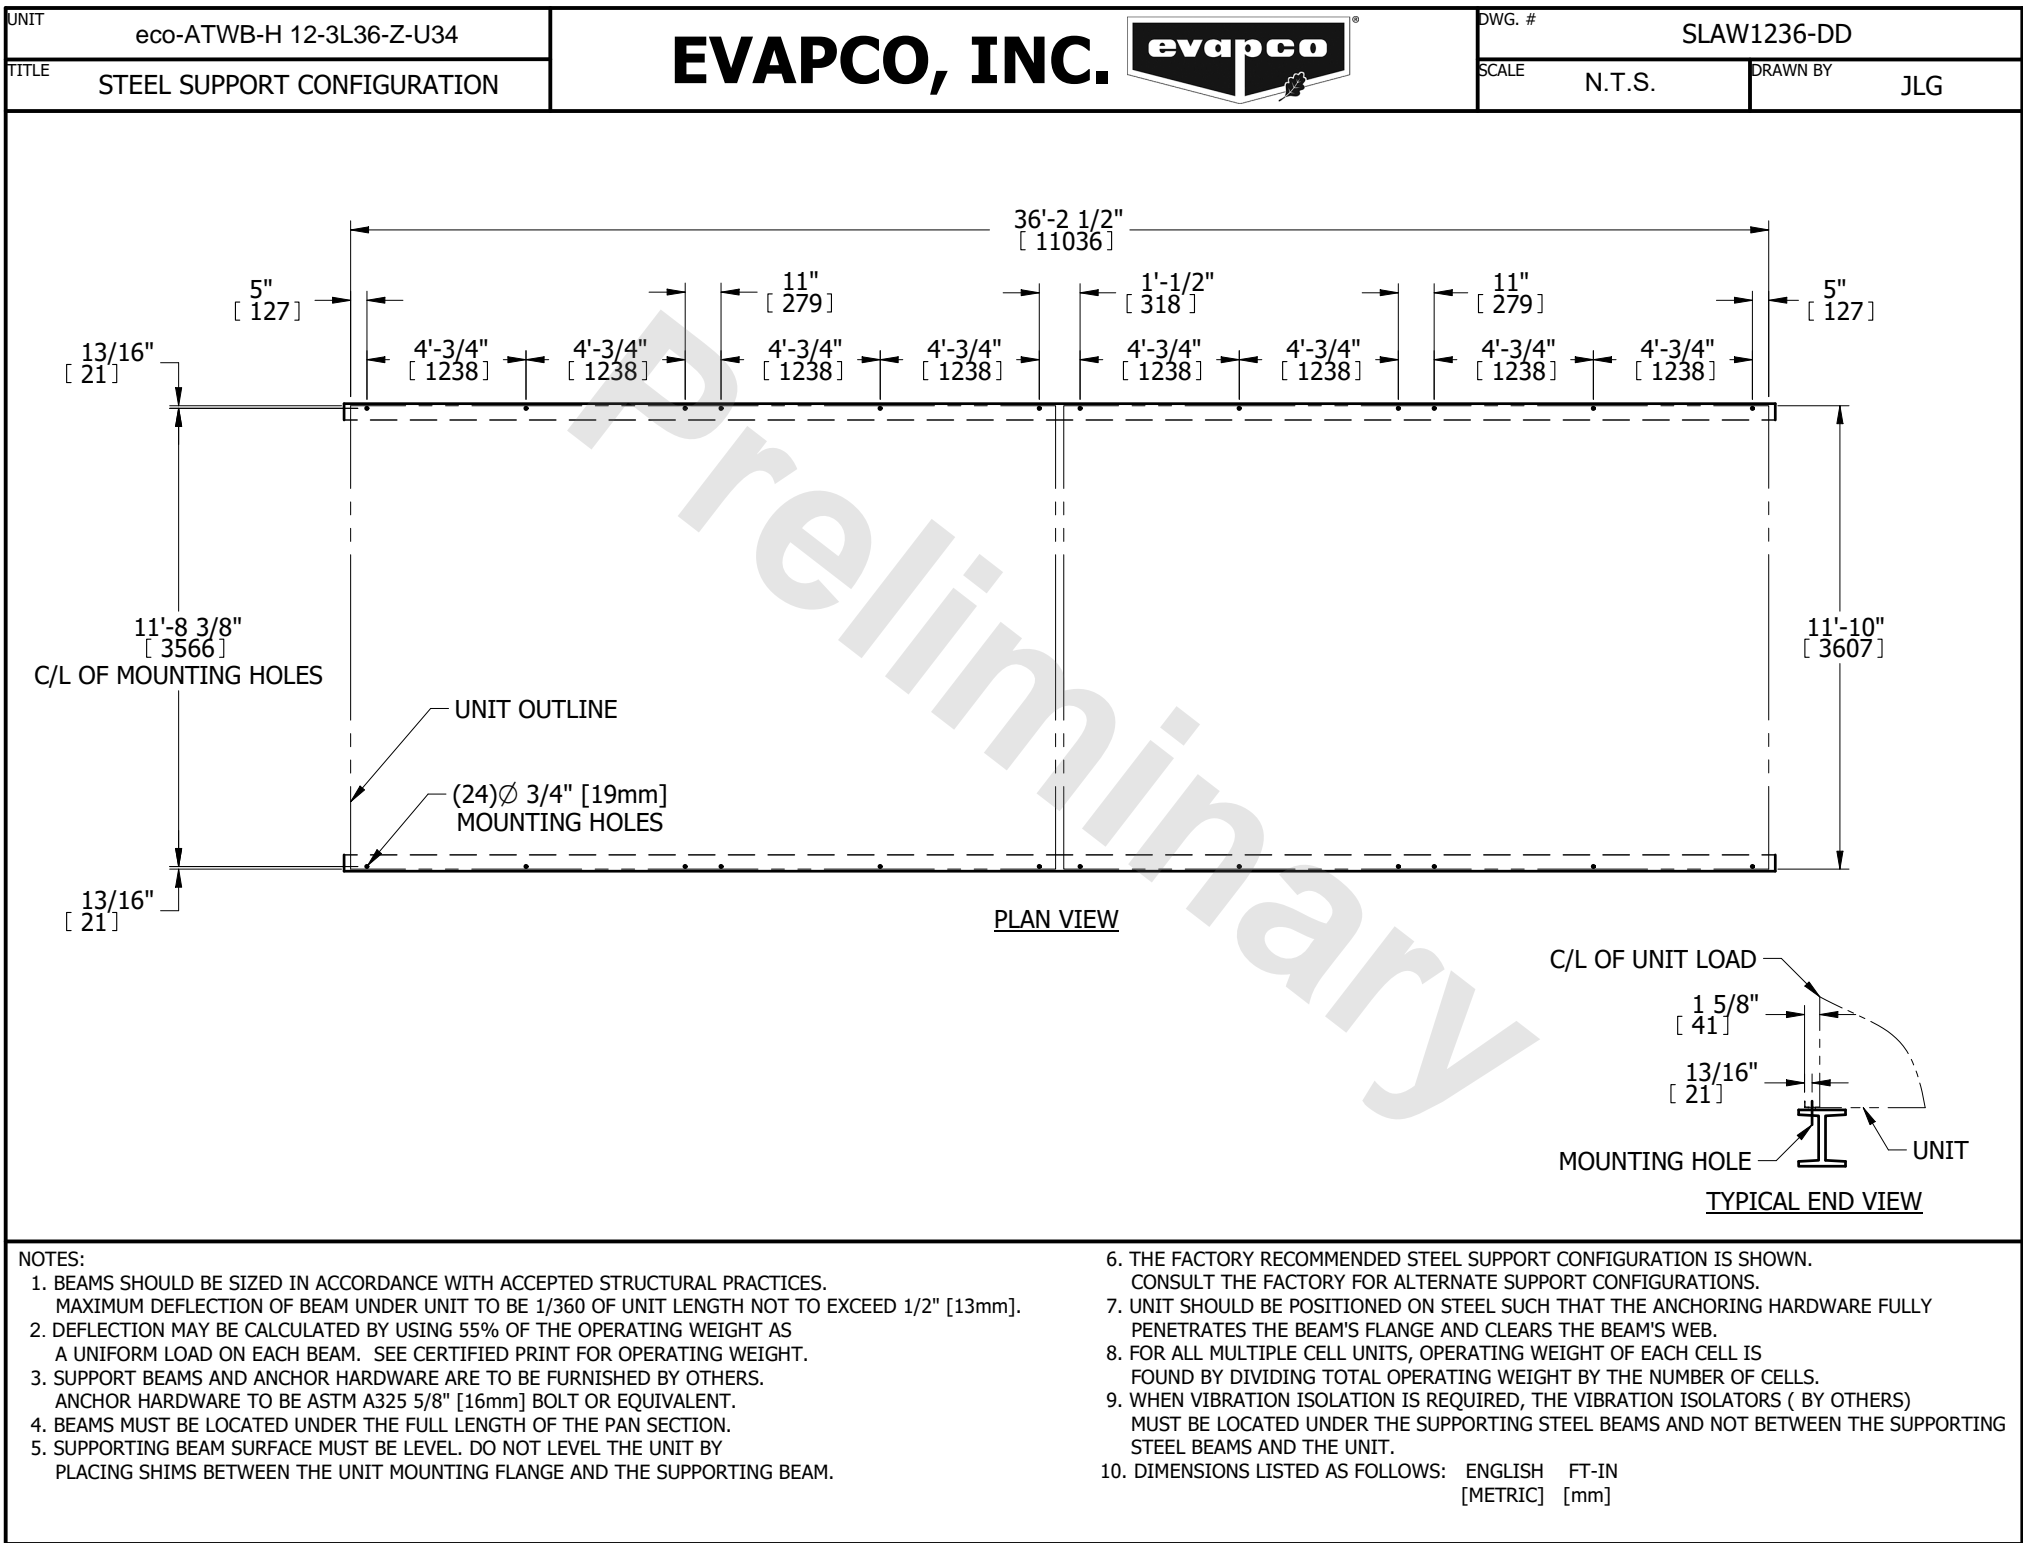 UNIT
eco-ATWB-H 12-3L36-Z-U34
TITLE
STEEL SUPPORT CONFIGURATION
EVAPCO, INC.
evapco
®
DWG. #
SLAW1236-DD
SCALE
N.T.S.
DRAWN BY
JLG
36'-2 1/2"
[ 11036]
5"
[ 127]
11"
[ 279]
1'-1/2"
[ 318 ]
11"
[ 279]
5"
[ 127]
13/16"
[ 21]
4'-3/4"
[ 1238]
4'-3/4"
[ 1238]
4'-3/4"
[ 1238]
4'-3/4"
[ 1238]
4'-3/4"
[ 1238]
4'-3/4"
[ 1238]
4'-3/4"
[ 1238]
4'-3/4"
[ 1238]
11'-8 3/8"
[ 3566]
C/L OF MOUNTING HOLES
11'-10"
[ 3607]
UNIT OUTLINE
(24)∅ 3/4" [19mm]
MOUNTING HOLES
13/16"
[ 21]
PLAN VIEW
Preliminary
C/L OF UNIT LOAD
1 5/8"
[ 41]
13/16"
[ 21]
MOUNTING HOLE
UNIT
TYPICAL END VIEW
NOTES:
1. BEAMS SHOULD BE SIZED IN ACCORDANCE WITH ACCEPTED STRUCTURAL PRACTICES.
MAXIMUM DEFLECTION OF BEAM UNDER UNIT TO BE 1/360 OF UNIT LENGTH NOT TO EXCEED 1/2" [13mm].
2. DEFLECTION MAY BE CALCULATED BY USING 55% OF THE OPERATING WEIGHT AS
A UNIFORM LOAD ON EACH BEAM. SEE CERTIFIED PRINT FOR OPERATING WEIGHT.
3. SUPPORT BEAMS AND ANCHOR HARDWARE ARE TO BE FURNISHED BY OTHERS.
ANCHOR HARDWARE TO BE ASTM A325 5/8" [16mm] BOLT OR EQUIVALENT.
4. BEAMS MUST BE LOCATED UNDER THE FULL LENGTH OF THE PAN SECTION.
5. SUPPORTING BEAM SURFACE MUST BE LEVEL. DO NOT LEVEL THE UNIT BY
PLACING SHIMS BETWEEN THE UNIT MOUNTING FLANGE AND THE SUPPORTING BEAM.
6. THE FACTORY RECOMMENDED STEEL SUPPORT CONFIGURATION IS SHOWN.
CONSULT THE FACTORY FOR ALTERNATE SUPPORT CONFIGURATIONS.
7. UNIT SHOULD BE POSITIONED ON STEEL SUCH THAT THE ANCHORING HARDWARE FULLY
PENETRATES THE BEAM'S FLANGE AND CLEARS THE BEAM'S WEB.
8. FOR ALL MULTIPLE CELL UNITS, OPERATING WEIGHT OF EACH CELL IS
FOUND BY DIVIDING TOTAL OPERATING WEIGHT BY THE NUMBER OF CELLS.
9. WHEN VIBRATION ISOLATION IS REQUIRED, THE VIBRATION ISOLATORS ( BY OTHERS)
MUST BE LOCATED UNDER THE SUPPORTING STEEL BEAMS AND NOT BETWEEN THE SUPPORTING
STEEL BEAMS AND THE UNIT.
10. DIMENSIONS LISTED AS FOLLOWS: ENGLISH FT-IN
[METRIC] [mm]